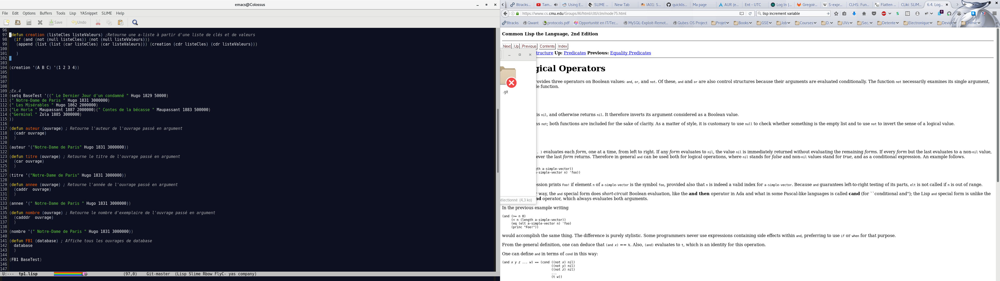 emacs@Colossus
File Edit Options Buffers Tools Lisp YASnippet SLIME Help
Save Undo
96
97 (defun creation (listeCles listeValeurs) ;Retourne une a-liste à partir d'une liste de clés et de valeurs
98 (if (and (not (null listeCles)) (not (null listeValeurs)))
99 (append (list (list (car listeCles) (car listeValeurs))) (creation (cdr listeCles) (cdr listeValeurs)))
100
101 )
102
103
104 (creation '(A B C) '(1 2 3 4))
105
106
107
108
109 ;Ex.4
110 (setq BaseTest '((" Le Dernier Jour d'un condamné " Hugo 1829 50000)
111 (" Notre-Dame de Paris " Hugo 1831 3000000)
112 (" Les Misérables " Hugo 1862 2000000)
113 ("Le Horla " Maupassant 1887 2000000)(" Contes de la bécasse " Maupassant 1883 500000)
114 ("Germinal " Zola 1885 3000000)
115 ))
116
117 (defun auteur (ouvrage) ; Retourne l'auteur de l'ouvrage passé en argument
118 (cadr ouvrage)
119 )
120
121 (auteur '("Notre-Dame de Paris" Hugo 1831 3000000))
122
123 (defun titre (ouvrage) ; Retourne le titre de l'ouvrage passé en argument
124 (car ouvrage)
125 )
126
127 (titre '("Notre-Dame de Paris" Hugo 1831 3000000))
128
129 (defun annee (ouvrage) ; Retourne l'année de l'ouvrage passé en argument
130 (caddr  ouvrage)
131 )
132
133 (annee '(" Notre-Dame de Paris " Hugo 1831 3000000))
134
135 (defun nombre (ouvrage) ; Retourne le nombre d'exemplaire de l'ouvrage passé en argument
136 (cadddr  ouvrage)
137 )
138
139 (nombre '(" Notre-Dame de Paris " Hugo 1831 3000000))
140
141 (defun FB1 (database) ; Affiche tous les ouvrages de database
142 database
143 )
144
145 (FB1 BaseTest)
146
147
U:--- tp1.lisp (97,0) Git-master (Lisp Slime Rbow FlyC- yas company)
8tracks... Tam... Using E... SLIME ... New Tab IA01: S... quicklis... Ma page AUR (e... Ent - UTC Log In |... Gregoir... S-expr... CLHS: Fun... Flatten ... CLiki: SLIM... 6.4. Log...
https://www.cs.cmu.edu/Groups/AI/html/cltl/clm/node75.html lisp increment variable
8tracks Qwant protocols.pdf Opportunité en IT/Tec... MySQL-Exploit-Remot... Qubes OS Project Projet Books GSE Job Courses D. UVs Sec. Detente Electronique Device Chimie
Common Lisp the Language, 2nd Edition
Next Up Previous Contents Index
tructure Up: Predicates Previous: Equality Predicates
gical Operators
rovides three operators on Boolean values: and, or, and not. Of these, and and or are also control structures because their arguments are evaluated conditionally. The function not necessarily examines its single argument,
le function.
.git
is nil, and otherwise returns nil. It therefore inverts its argument considered as a Boolean value.
as not; both functions are included for the sake of clarity. As a matter of style, it is customary to use null to check whether something is the empty list and to use not to invert the sense of a logical value.
. ) evaluates each form, one at a time, from left to right. If any form evaluates to nil, the value nil is immediately returned without evaluating the remaining forms. If every form but the last evaluates to a non-nil value,
ever the last form returns. Therefore in general and can be used both for logical operations, where nil stands for false and non-nil values stand for true, and as a conditional expression. An example follows.
gth a-simple-vector))
-simple-vector n) 'foo))
ession prints Foo! if element n of a-simple-vector is the symbol foo, provided also that n is indeed a valid index for a-simple-vector. Because and guarantees left-to-right testing of its parts, elt is not called if n is out of range.
r way, the and special form does short-circuit Boolean evaluation, like the and then operator in Ada and what in some Pascal-like languages is called cand (for ``conditional and''); the Lisp and special form is unlike the
nd operator, which always evaluates both arguments.
électionné (4,3 ko)
In the previous example writing
(and (>= n 0)
(< n (length a-simple-vector))
(eq (elt a-simple-vector n) 'foo)
(princ "Foo!"))
would accomplish the same thing. The difference is purely stylistic. Some programmers never use expressions containing side effects within and, preferring to use if or when for that purpose.
From the general definition, one can deduce that (and x) == x. Also, (and) evaluates to t, which is an identity for this operation.
One can define and in terms of cond in this way:
(and x y z ... w) == (cond ((not x) nil)
((not y) nil)
((not z) nil)
...
(t w))